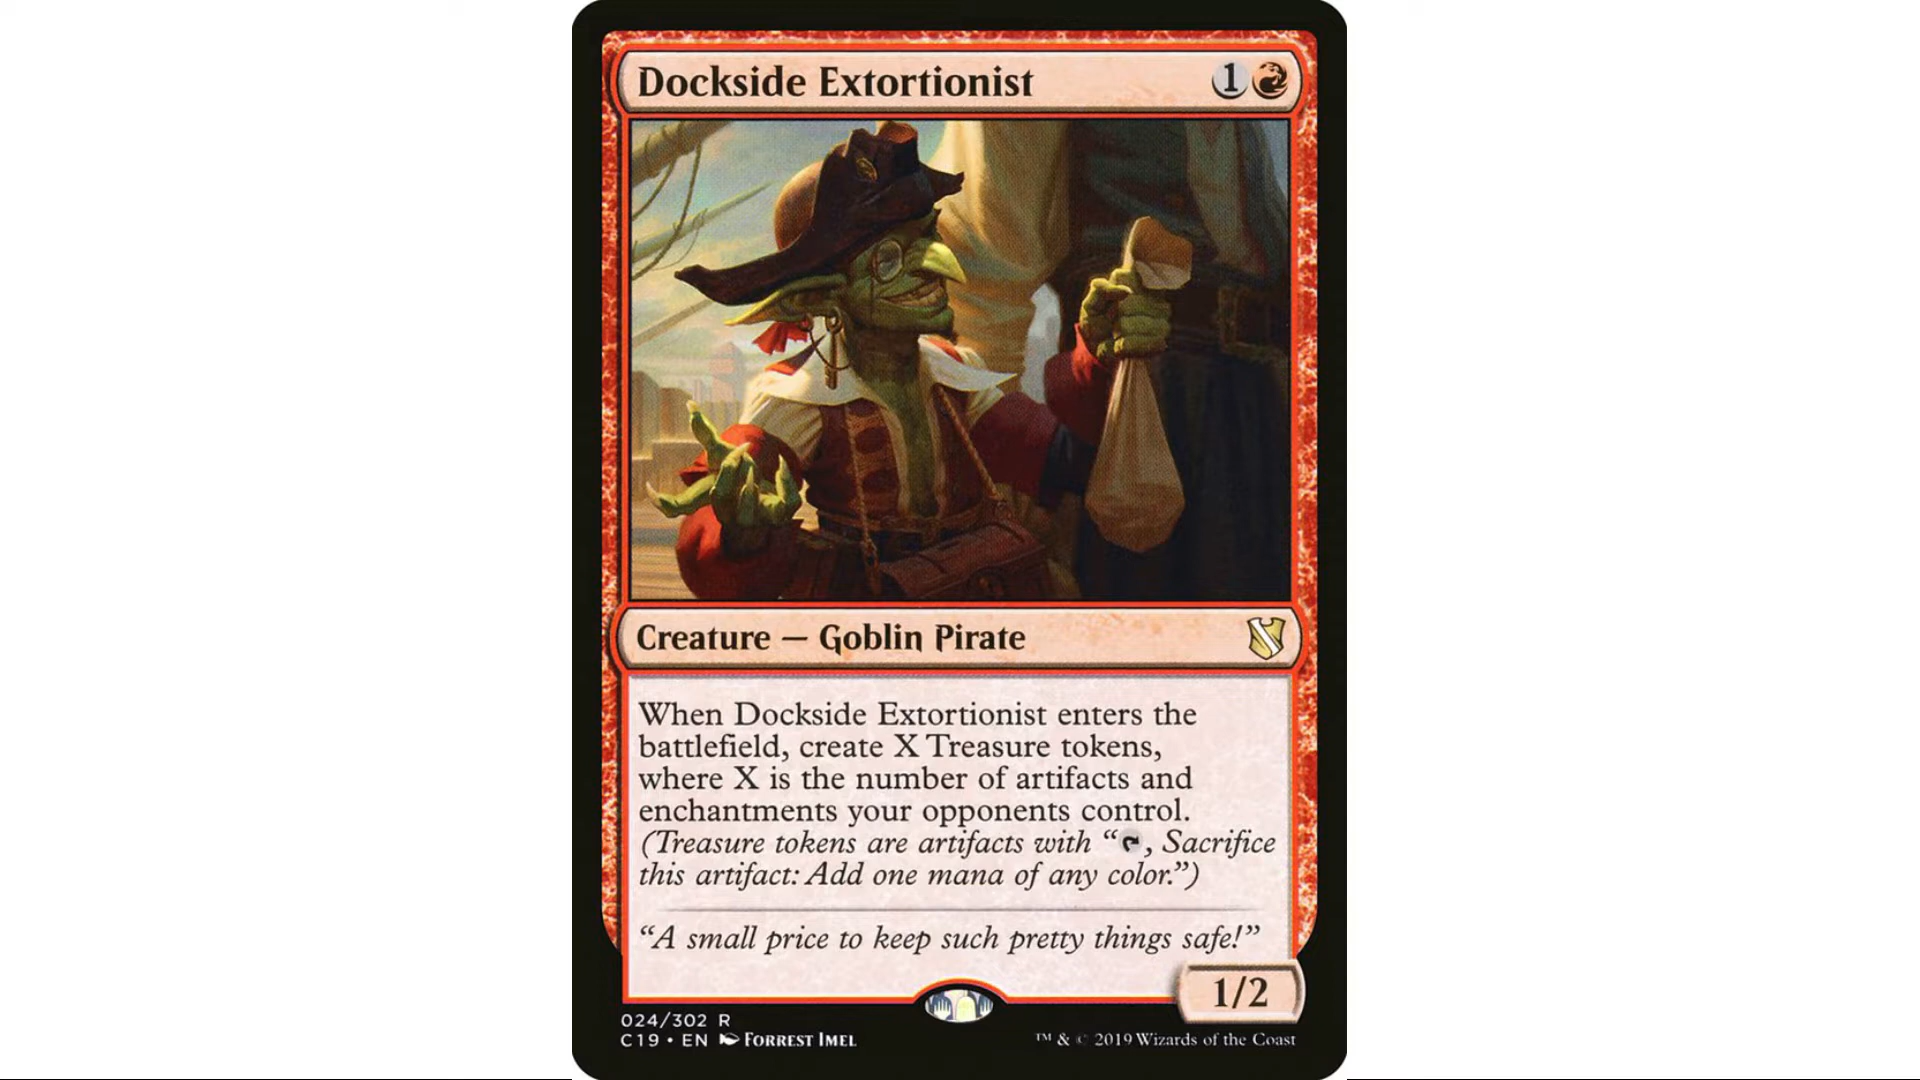 Dockside Extortionist 1
Creature — Goblin Pirate
When Dockside Extortionist enters the
battlefield, create X Treasure tokens,
where X is the number of artifacts and
enchantments your opponents control.
(Treasure tokens are artifacts with “, Sacrifice
this artifact: Add one mana of any color.”)
“A small price to keep such pretty things safe!”
1/2
024/302 R
C19 • EN Forrest Imel
™ & © 2019 Wizards of the Coast